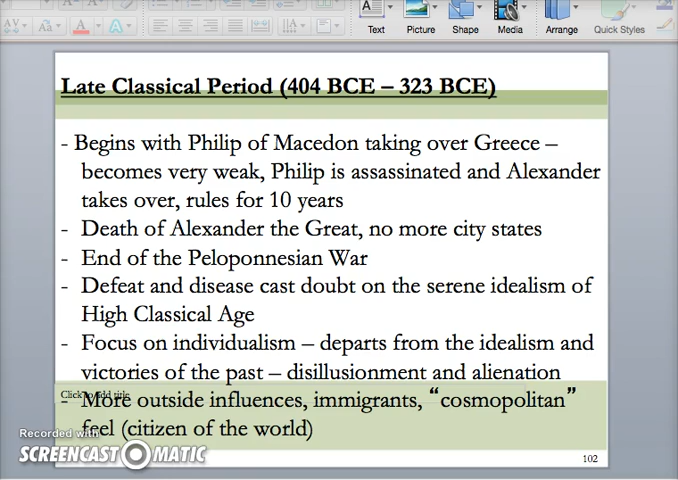 Text Picture Shape Media Arrange Quick Styles
Late Classical Period (404 BCE – 323 BCE)
- Begins with Philip of Macedon taking over Greece –
becomes very weak, Philip is assassinated and Alexander
takes over, rules for 10 years
- Death of Alexander the Great, no more city states
- End of the Peloponnesian War
- Defeat and disease cast doubt on the serene idealism of
High Classical Age
- Focus on individualism – departs from the idealism and
victories of the past – disillusionment and alienation
Click to add title
- More outside influences, immigrants, “cosmopolitan”
feel (citizen of the world)
Recorded with
SCREENCAST MATIC
102